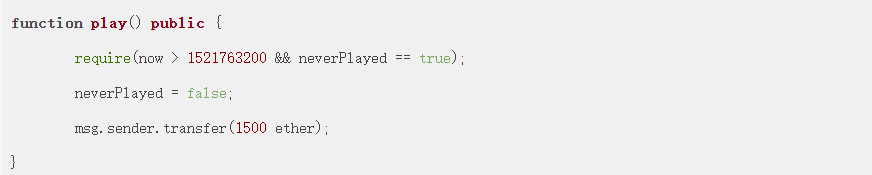 function play() public {
require(now > 1521763200 && neverPlayed == true);
neverPlayed = false;
msg.sender.transfer(1500 ether);
}